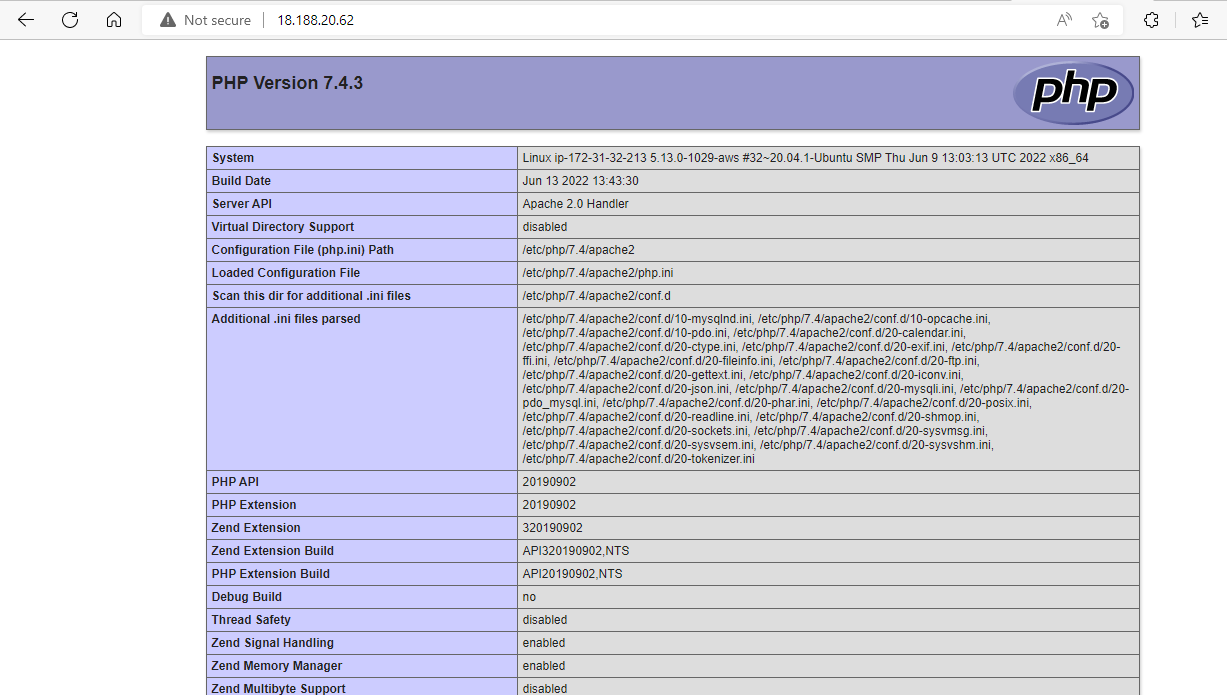 Not secure 18.188.20.62
PHP Version 7.4.3
php
System Linux ip-172-31-32-213 5.13.0-1029-aws #32~20.04.1-Ubuntu SMP Thu Jun 9 13:03:13 UTC 2022 x86_64
Build Date Jun 13 2022 13:43:30
Server API Apache 2.0 Handler
Virtual Directory Support disabled
Configuration File (php.ini) Path /etc/php/7.4/apache2
Loaded Configuration File /etc/php/7.4/apache2/php.ini
Scan this dir for additional .ini files /etc/php/7.4/apache2/conf.d
Additional .ini files parsed /etc/php/7.4/apache2/conf.d/10-mysqlnd.ini, /etc/php/7.4/apache2/conf.d/10-opcache.ini,
/etc/php/7.4/apache2/conf.d/10-pdo.ini, /etc/php/7.4/apache2/conf.d/20-calendar.ini,
/etc/php/7.4/apache2/conf.d/20-ctype.ini, /etc/php/7.4/apache2/conf.d/20-exif.ini, /etc/php/7.4/apache2/conf.d/20-
ffi.ini, /etc/php/7.4/apache2/conf.d/20-fileinfo.ini, /etc/php/7.4/apache2/conf.d/20-ftp.ini,
/etc/php/7.4/apache2/conf.d/20-gettext.ini, /etc/php/7.4/apache2/conf.d/20-iconv.ini,
/etc/php/7.4/apache2/conf.d/20-json.ini, /etc/php/7.4/apache2/conf.d/20-mysqli.ini, /etc/php/7.4/apache2/conf.d/20-
pdo_mysql.ini, /etc/php/7.4/apache2/conf.d/20-phar.ini, /etc/php/7.4/apache2/conf.d/20-posix.ini,
/etc/php/7.4/apache2/conf.d/20-readline.ini, /etc/php/7.4/apache2/conf.d/20-shmop.ini,
/etc/php/7.4/apache2/conf.d/20-sockets.ini, /etc/php/7.4/apache2/conf.d/20-sysvmsg.ini,
/etc/php/7.4/apache2/conf.d/20-sysvsem.ini, /etc/php/7.4/apache2/conf.d/20-sysvshm.ini,
/etc/php/7.4/apache2/conf.d/20-tokenizer.ini
PHP API 20190902
PHP Extension 20190902
Zend Extension 320190902
Zend Extension Build API320190902,NTS
PHP Extension Build API20190902,NTS
Debug Build no
Thread Safety disabled
Zend Signal Handling enabled
Zend Memory Manager enabled
Zend Multibyte Support disabled